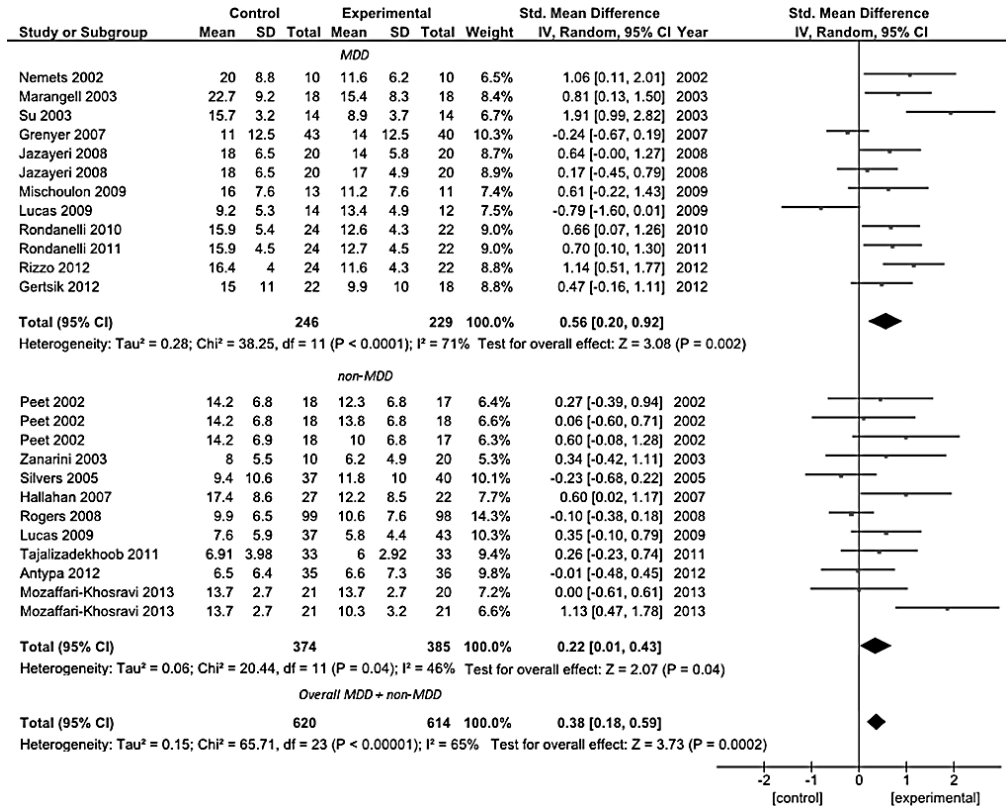 Control Experimental Std. Mean Difference Std. Mean Difference
Study or Subgroup Mean SD Total Mean SD Total Weight IV, Random, 95% CI Year IV, Random, 95% CI
MDD
Nemets 2002 20 8.8 10 11.6 6.2 10 6.5% 1.06 [0.11, 2.01] 2002
Marangell 2003 22.7 9.2 18 15.4 8.3 18 8.4% 0.81 [0.13, 1.50] 2003
Su 2003 15.7 3.2 14 8.9 3.7 14 6.7% 1.91 [0.99, 2.82] 2003
Grenyer 2007 11 12.5 43 14 12.5 40 10.3% -0.24 [-0.67, 0.19] 2007
Jazayeri 2008 18 6.5 20 14 5.8 20 8.8% 0.64 [-0.00, 1.27] 2008
Jazayeri 2008 18 6.5 20 17 4.9 20 8.9% 0.17 [-0.45, 0.79] 2008
Mischoulon 2009 16 7.6 13 11.2 7.6 11 7.4% 0.61 [-0.22, 1.43] 2009
Lucas 2009 9.2 5.3 14 13.4 4.9 12 7.5% -0.79 [-1.60, 0.01] 2009
Rondanelli 2010 15.9 5.4 24 12.6 4.3 22 9.0% 0.66 [0.07, 1.26] 2010
Rondanelli 2011 15.9 4.5 24 12.7 4.5 22 9.0% 0.70 [0.10, 1.30] 2011
Rizzo 2012 16.4 4 24 11.6 4.3 22 8.8% 1.14 [0.51, 1.77] 2012
Gertsik 2012 15 11 22 9.9 10 18 8.8% 0.47 [-0.16, 1.11] 2012
Total (95% CI) 246 229 100.0% 0.56 [0.20, 0.92]
Heterogeneity: Tau² = 0.28; Chi² = 38.25, df = 11 (P < 0.0001); I² = 71% Test for overall effect: Z = 3.08 (P = 0.002)
non-MDD
Peet 2002 14.2 6.8 18 12.3 6.8 17 6.4% 0.27 [-0.39, 0.94] 2002
Peet 2002 14.2 6.8 18 13.8 6.8 18 6.6% 0.06 [-0.60, 0.71] 2002
Peet 2002 14.2 6.9 18 10 6.8 17 6.3% 0.60 [-0.08, 1.28] 2002
Zanarini 2003 8 5.5 10 6.2 4.9 20 5.3% 0.34 [-0.42, 1.11] 2003
Silvers 2005 9.4 10.6 37 11.8 10 40 10.1% -0.23 [-0.68, 0.22] 2005
Hallahan 2007 17.4 8.6 27 12.2 8.5 22 7.7% 0.60 [0.02, 1.17] 2007
Rogers 2008 9.9 6.5 99 10.6 7.6 98 14.3% -0.10 [-0.38, 0.18] 2008
Lucas 2009 7.6 5.9 37 5.8 4.4 43 10.2% 0.35 [-0.10, 0.79] 2009
Tajalizadekhoob 2011 6.91 3.98 33 6 2.92 33 9.4% 0.26 [-0.23, 0.74] 2011
Antypa 2012 6.5 6.4 35 6.6 7.3 36 9.8% -0.01 [-0.48, 0.45] 2012
Mozaffari-Khosravi 2013 13.7 2.7 21 13.7 2.7 20 7.2% 0.00 [-0.61, 0.61] 2013
Mozaffari-Khosravi 2013 13.7 2.7 21 10.3 3.2 21 6.6% 1.13 [0.47, 1.78] 2013
Total (95% CI) 374 385 100.0% 0.22 [0.01, 0.43]
Heterogeneity: Tau² = 0.06; Chi² = 20.44, df = 11 (P = 0.04); I² = 46% Test for overall effect: Z = 2.07 (P = 0.04)
Overall MDD + non-MDD
Total (95% CI) 620 614 100.0% 0.38 [0.18, 0.59]
Heterogeneity: Tau² = 0.15; Chi² = 65.71, df = 23 (P < 0.00001); I² = 65% Test for overall effect: Z = 3.73 (P = 0.0002)
-2 -1 0 1 2
[control] [experimental]